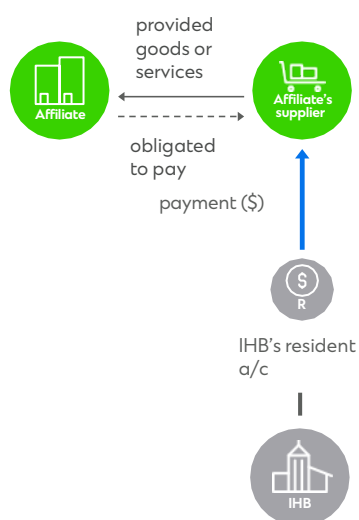 provided
goods or
services
Affiliate
Affiliate's
supplier
obligated
to pay
payment ($)
$
R
IHB's resident
a/c
IHB